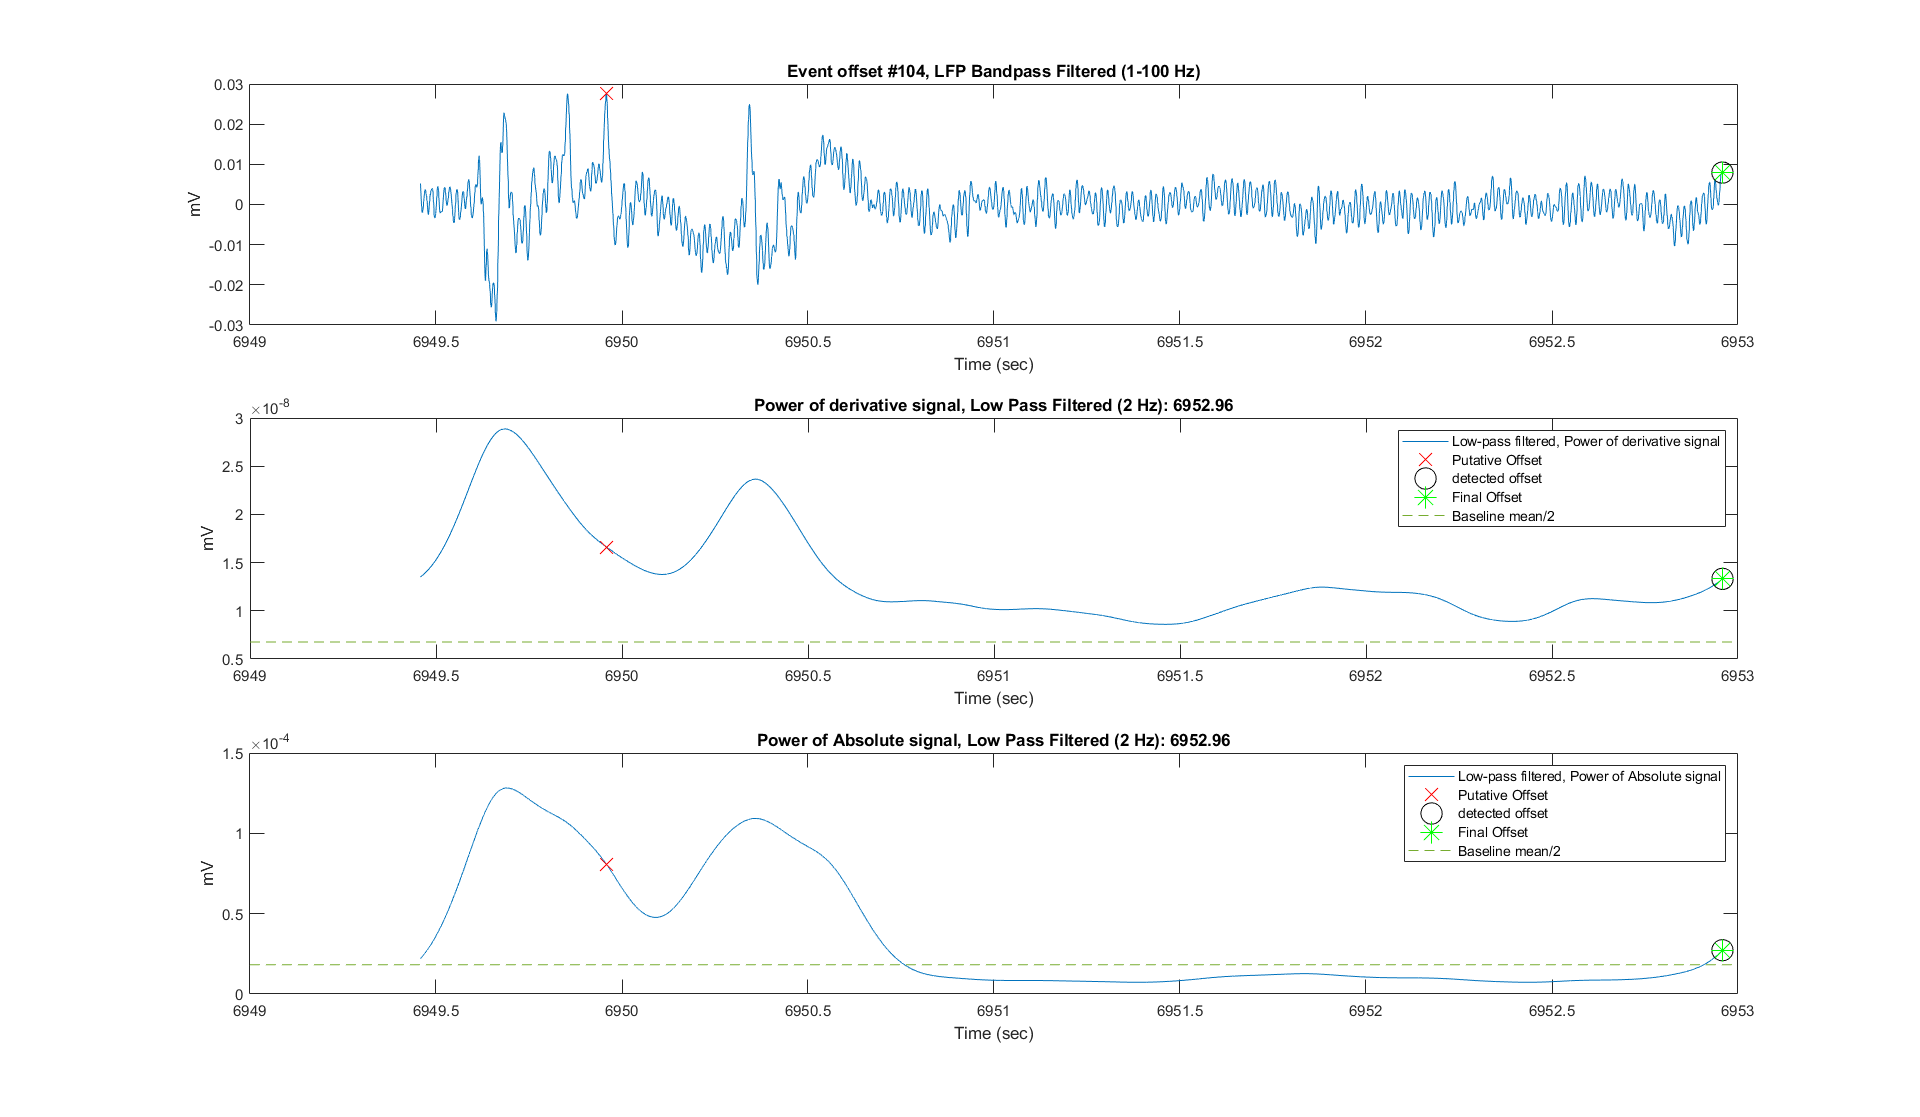 Event offset #104, LFP Bandpass Filtered (1-100 Hz)
0.03
0.02
0.01
0
-0.01
-0.02
-0.03
mV
6949 6949.5 6950 6950.5 6951 6951.5 6952 6952.5 6953
Time (sec)
Power of derivative signal, Low Pass Filtered (2 Hz): 6952.96
×10-8
3
2.5
2
1.5
1
0.5
mV
Low-pass filtered, Power of derivative signal
Putative Offset
detected offset
Final Offset
Baseline mean/2
6949 6949.5 6950 6950.5 6951 6951.5 6952 6952.5 6953
Time (sec)
Power of Absolute signal, Low Pass Filtered (2 Hz): 6952.96
×10-4
1.5
1
0.5
0
mV
Low-pass filtered, Power of Absolute signal
Putative Offset
detected offset
Final Offset
Baseline mean/2
6949 6949.5 6950 6950.5 6951 6951.5 6952 6952.5 6953
Time (sec)